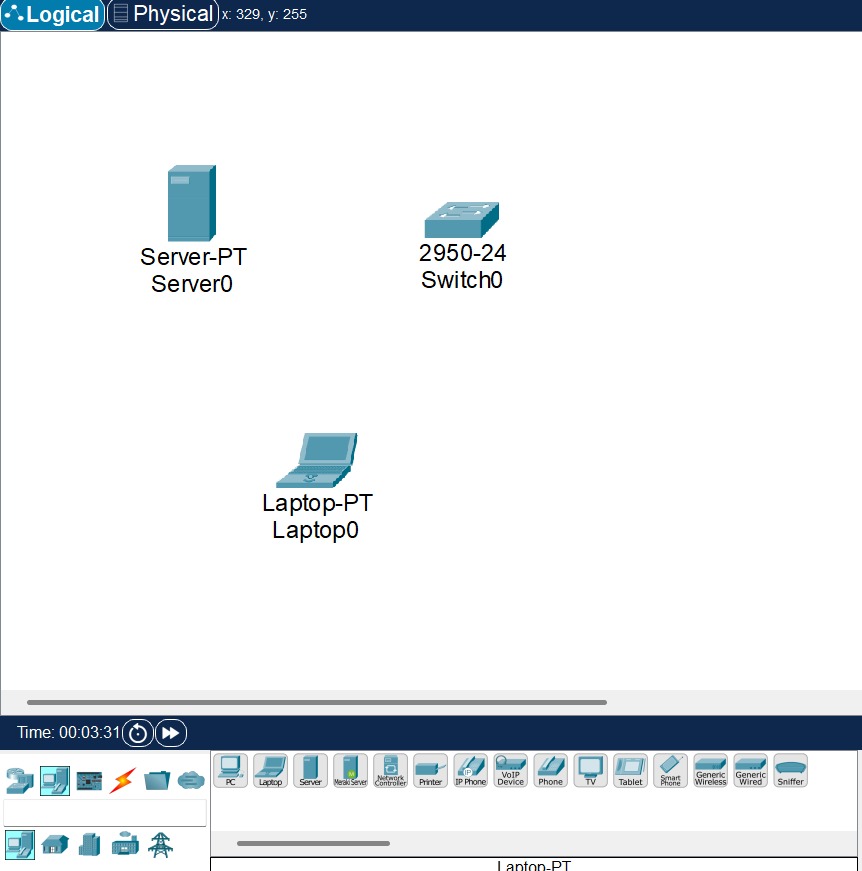 Logical
Physical
x: 329, y: 255
Server-PT
Server0
2950-24
Switch0
Laptop-PT
Laptop0
Time: 00:03:31
PC
Laptop
Server
Meraki Server
Network
Controller
Printer
IP Phone
VoIP
Device
Phone
TV
Tablet
Smart
Phone
Generic
Wireless
Generic
Wired
Sniffer
Laptop-PT